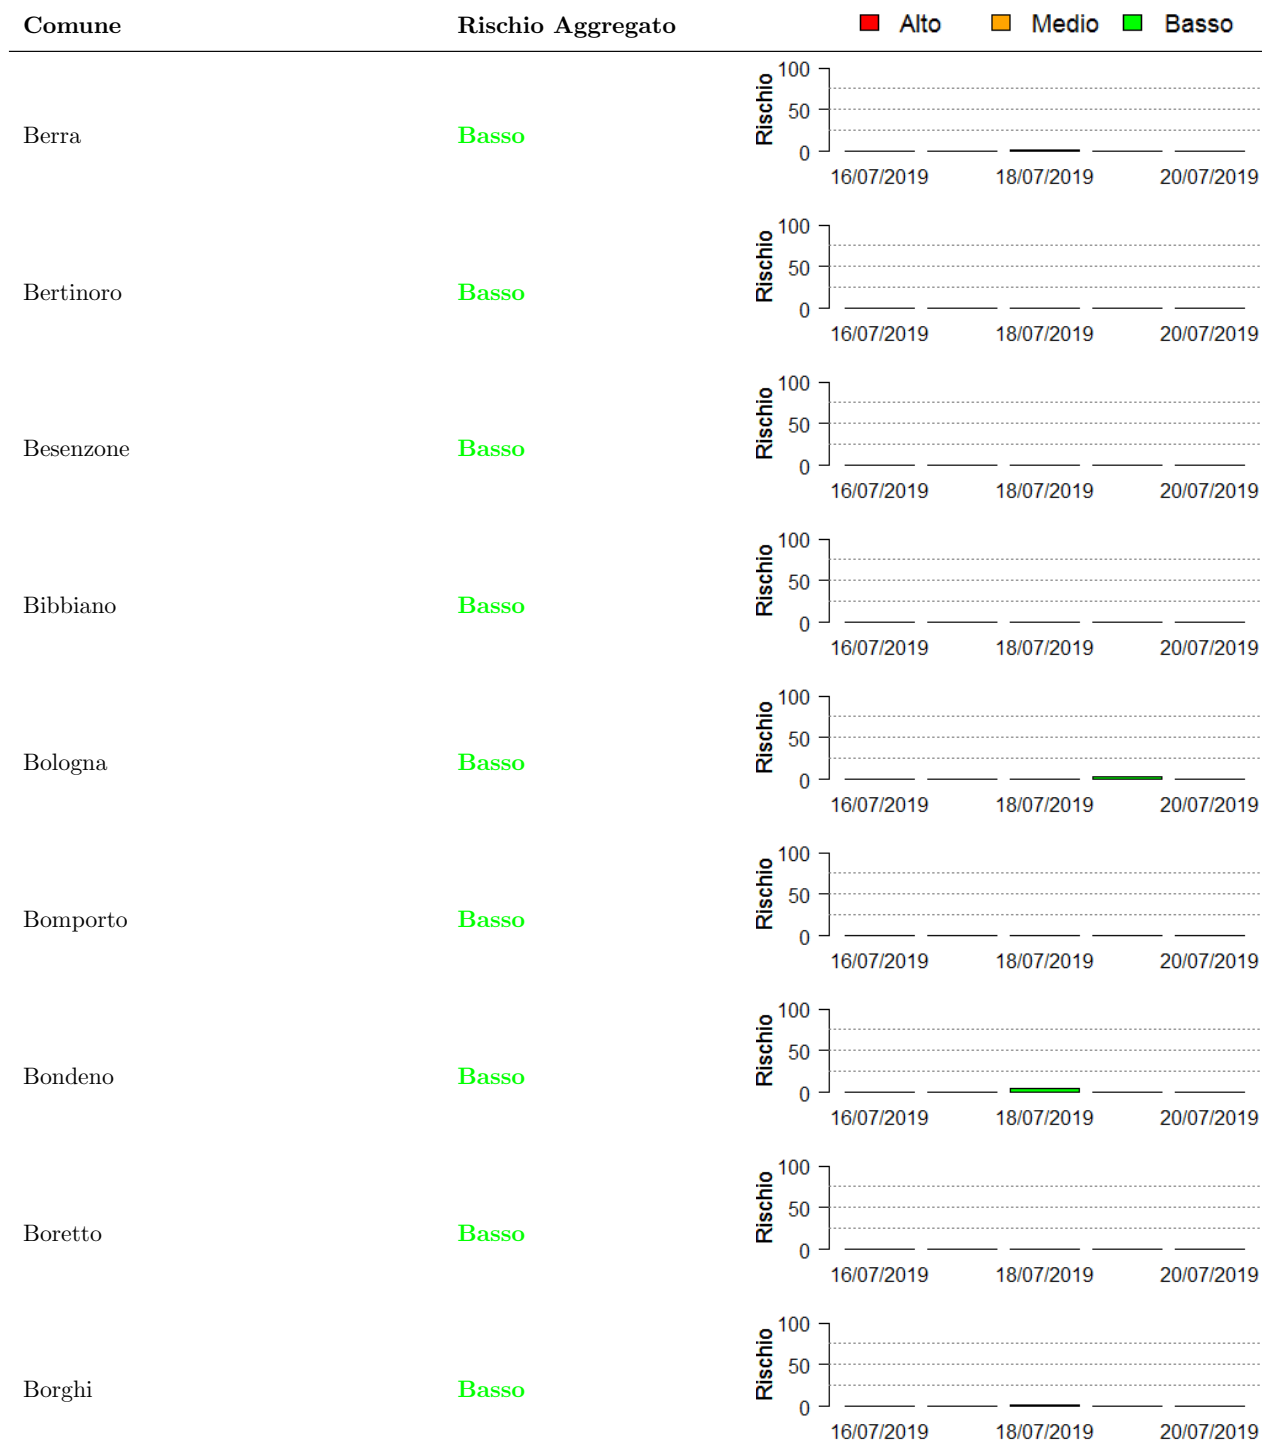 Comune Rischio Aggregato Alto Medio Basso
Berra Basso
Rischio
100
50
0
16/07/2019 18/07/2019 20/07/2019
Bertinoro Basso
Rischio
100
50
0
16/07/2019 18/07/2019 20/07/2019
Besenzone Basso
Rischio
100
50
0
16/07/2019 18/07/2019 20/07/2019
Bibbiano Basso
Rischio
100
50
0
16/07/2019 18/07/2019 20/07/2019
Bologna Basso
Rischio
100
50
0
16/07/2019 18/07/2019 20/07/2019
Bomporto Basso
Rischio
100
50
0
16/07/2019 18/07/2019 20/07/2019
Bondeno Basso
Rischio
100
50
0
16/07/2019 18/07/2019 20/07/2019
Boretto Basso
Rischio
100
50
0
16/07/2019 18/07/2019 20/07/2019
Borghi Basso
Rischio
100
50
0
16/07/2019 18/07/2019 20/07/2019